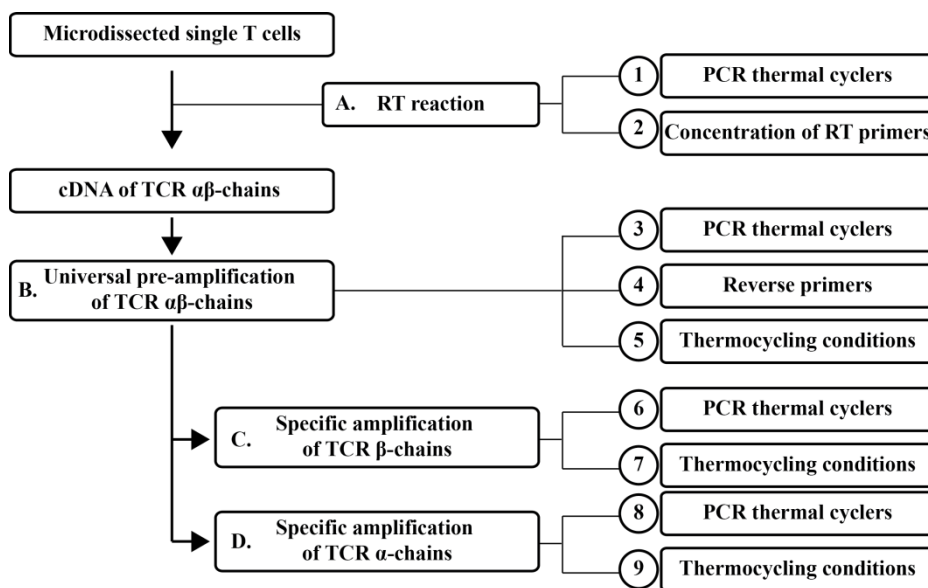 Microdissected single T cells
A. RT reaction
1 PCR thermal cyclers
2 Concentration of RT primers
cDNA of TCR αβ-chains
B. Universal pre-amplification
of TCR αβ-chains
3 PCR thermal cyclers
4 Reverse primers
5 Thermocycling conditions
C. Specific amplification
of TCR β-chains
6 PCR thermal cyclers
7 Thermocycling conditions
D. Specific amplification
of TCR α-chains
8 PCR thermal cyclers
9 Thermocycling conditions